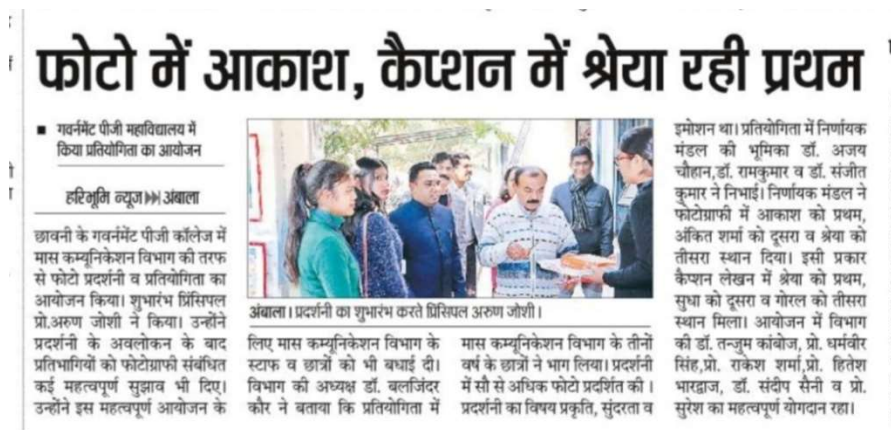 फोटो में आकाश, कैप्शन में श्रेया रही प्रथम
■ गवर्नमेंट पीजी महाविद्यालय में
किया प्रतियोगिता का आयोजन
हरिभूमि न्यूज ▶▶ अंबाला
छावनी के गवर्नमेंट पीजी कॉलेज में
मास कम्यूनिकेशन विभाग की तरफ
से फोटो प्रदर्शनी व प्रतियोगिता का
आयोजन किया। शुभारंभ प्रिंसिपल
प्रो.अरुण जोशी ने किया। उन्होंने
प्रदर्शनी के अवलोकन के बाद
प्रतिभागियों को फोटोग्राफी संबंधित
कई महत्वपूर्ण सुझाव भी दिए।
उन्होंने इस महत्वपूर्ण आयोजन के
अंबाला। प्रदर्शनी का शुभारंभ करते प्रिंसिपल अरुण जोशी।
लिए मास कम्यूनिकेशन विभाग के
स्टाफ व छात्रों को भी बधाई दी।
विभाग की अध्यक्ष डॉ. बलजिंदर
कौर ने बताया कि प्रतियोगिता में
मास कम्यूनिकेशन विभाग के तीनों
वर्ष के छात्रों ने भाग लिया। प्रदर्शनी
में सौ से अधिक फोटो प्रदर्शित की ।
प्रदर्शनी का विषय प्रकृति, सुंदरता व
इमोशन था। प्रतियोगिता में निर्णायक
मंडल की भूमिका डॉ. अजय
चौहान,डॉ. रामकुमार व डॉ. संजीत
कुमार ने निभाई। निर्णायक मंडल ने
फोटोग्राफी में आकाश को प्रथम,
अंकित शर्मा को दूसरा व श्रेया को
तीसरा स्थान दिया। इसी प्रकार
कैप्शन लेखन में श्रेया को प्रथम,
सुधा को दूसरा व गोरल को तीसरा
स्थान मिला। आयोजन में विभाग
की डॉ. तन्जुम कांबोज, प्रो. धर्मवीर
सिंह,प्रो. राकेश शर्मा,प्रो. हितेश
भारद्वाज, डॉ. संदीप सैनी व प्रो.
सुरेश का महत्वपूर्ण योगदान रहा।